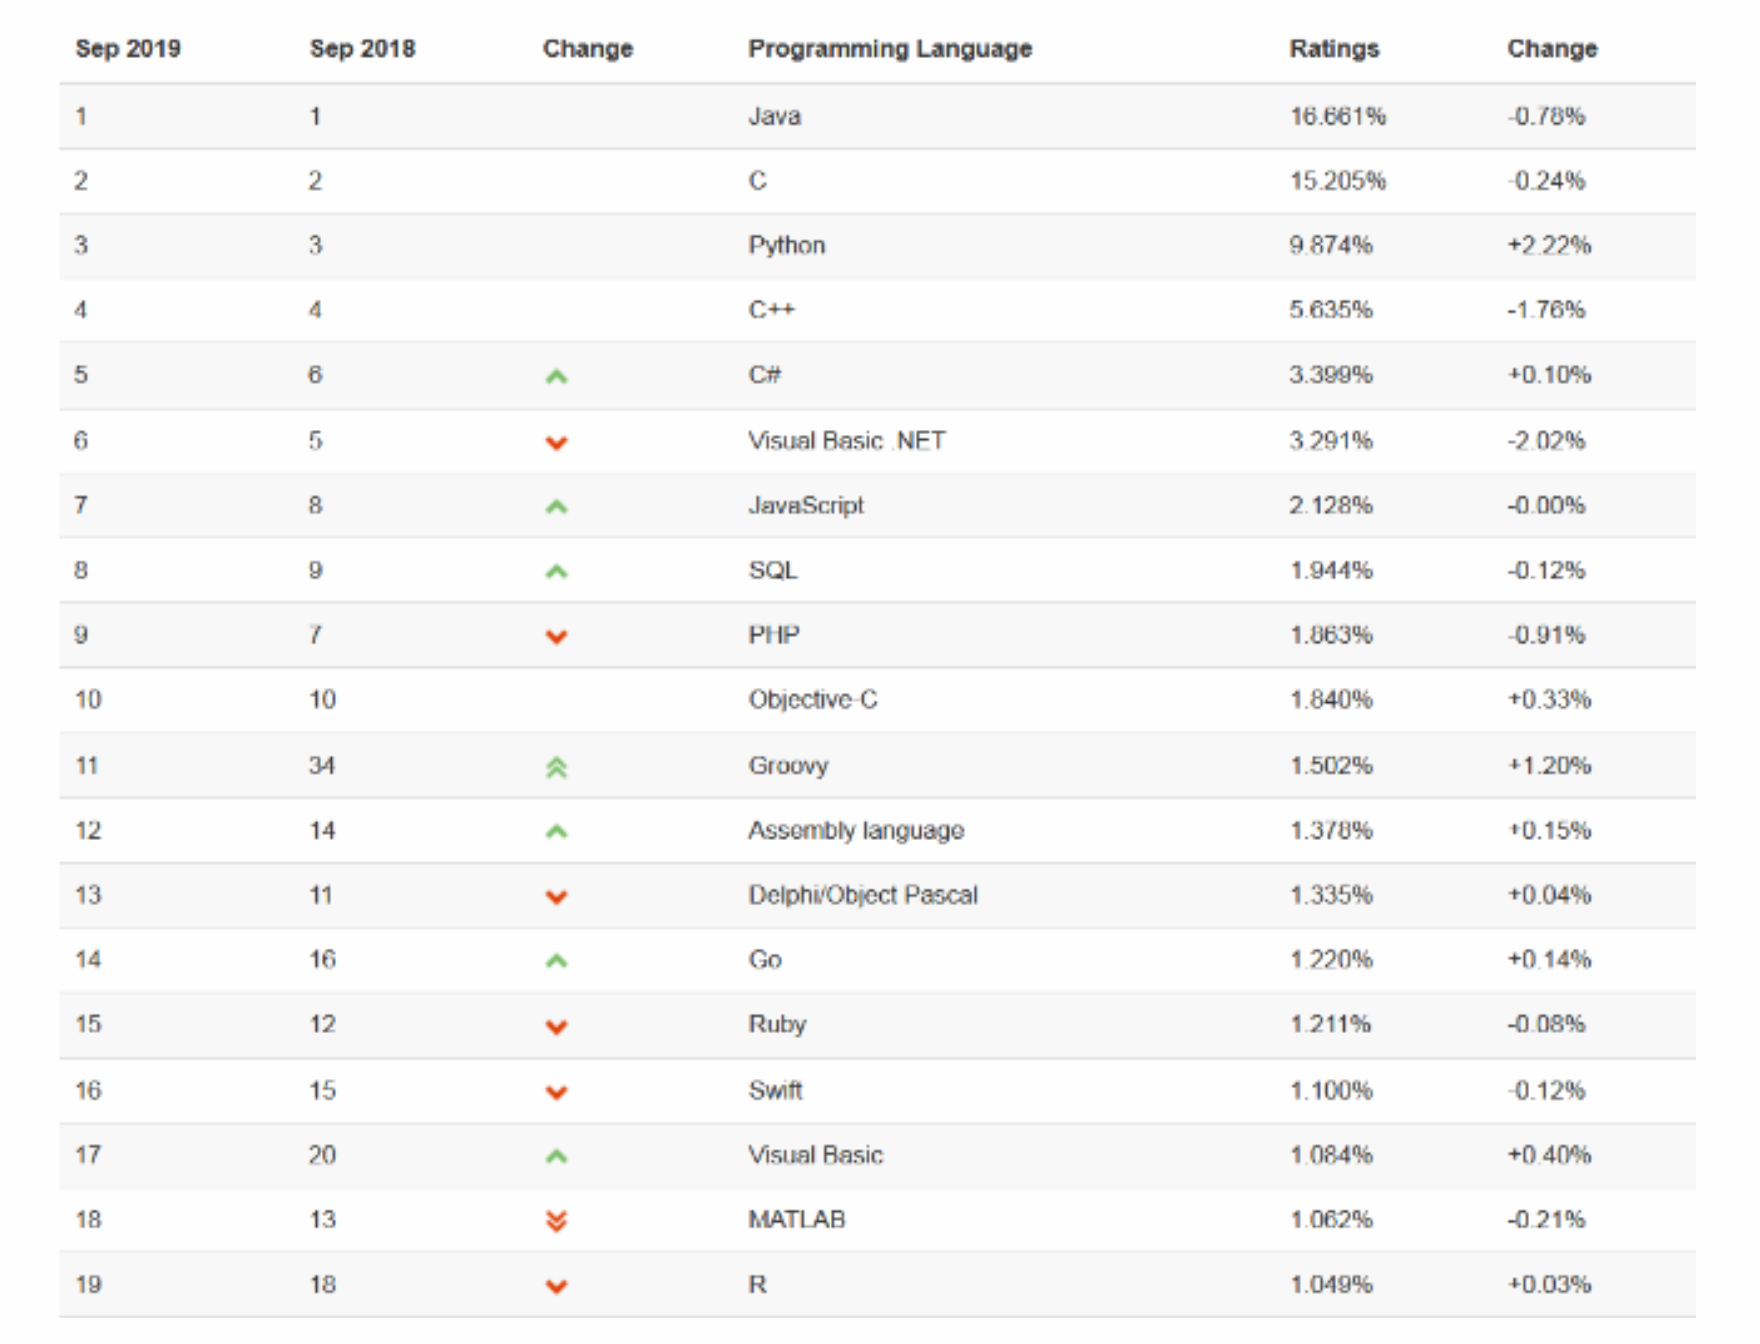 Sep 2019 Sep 2018 Change Programming Language Ratings Change
1 1 Java 16.661% -0.78%
2 2 C 15.205% -0.24%
3 3 Python 9.874% +2.22%
4 4 C++ 5.635% -1.76%
5 6 C# 3.399% +0.10%
6 5 Visual Basic .NET 3.291% -2.02%
7 8 JavaScript 2.128% -0.00%
8 9 SQL 1.944% -0.12%
9 7 PHP 1.863% -0.91%
10 10 Objective-C 1.840% +0.33%
11 34 Groovy 1.502% +1.20%
12 14 Assembly language 1.378% +0.15%
13 11 Delphi/Object Pascal 1.335% +0.04%
14 16 Go 1.220% +0.14%
15 12 Ruby 1.211% -0.08%
16 15 Swift 1.100% -0.12%
17 20 Visual Basic 1.084% +0.40%
18 13 MATLAB 1.062% -0.21%
19 18 R 1.049% +0.03%